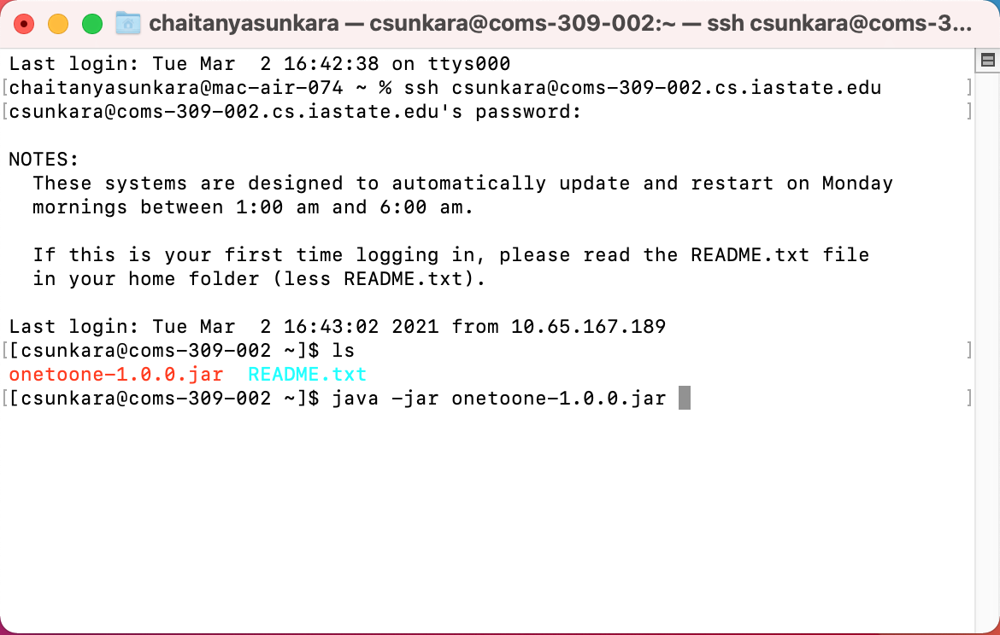 chaitanyasunkara — csunkara@coms-309-002:~ — ssh csunkara@coms-3...
Last login: Tue Mar  2 16:42:38 on ttys000
[chaitanyasunkara@mac-air-074 ~ % ssh csunkara@coms-309-002.cs.iastate.edu ]
[csunkara@coms-309-002.cs.iastate.edu's password: ]
NOTES:
  These systems are designed to automatically update and restart on Monday
  mornings between 1:00 am and 6:00 am.
  If this is your first time logging in, please read the README.txt file
  in your home folder (less README.txt).
Last login: Tue Mar  2 16:43:02 2021 from 10.65.167.189
[[csunkara@coms-309-002 ~]$ ls ]
onetoone-1.0.0.jar  README.txt
[[csunkara@coms-309-002 ~]$ java -jar onetoone-1.0.0.jar ]